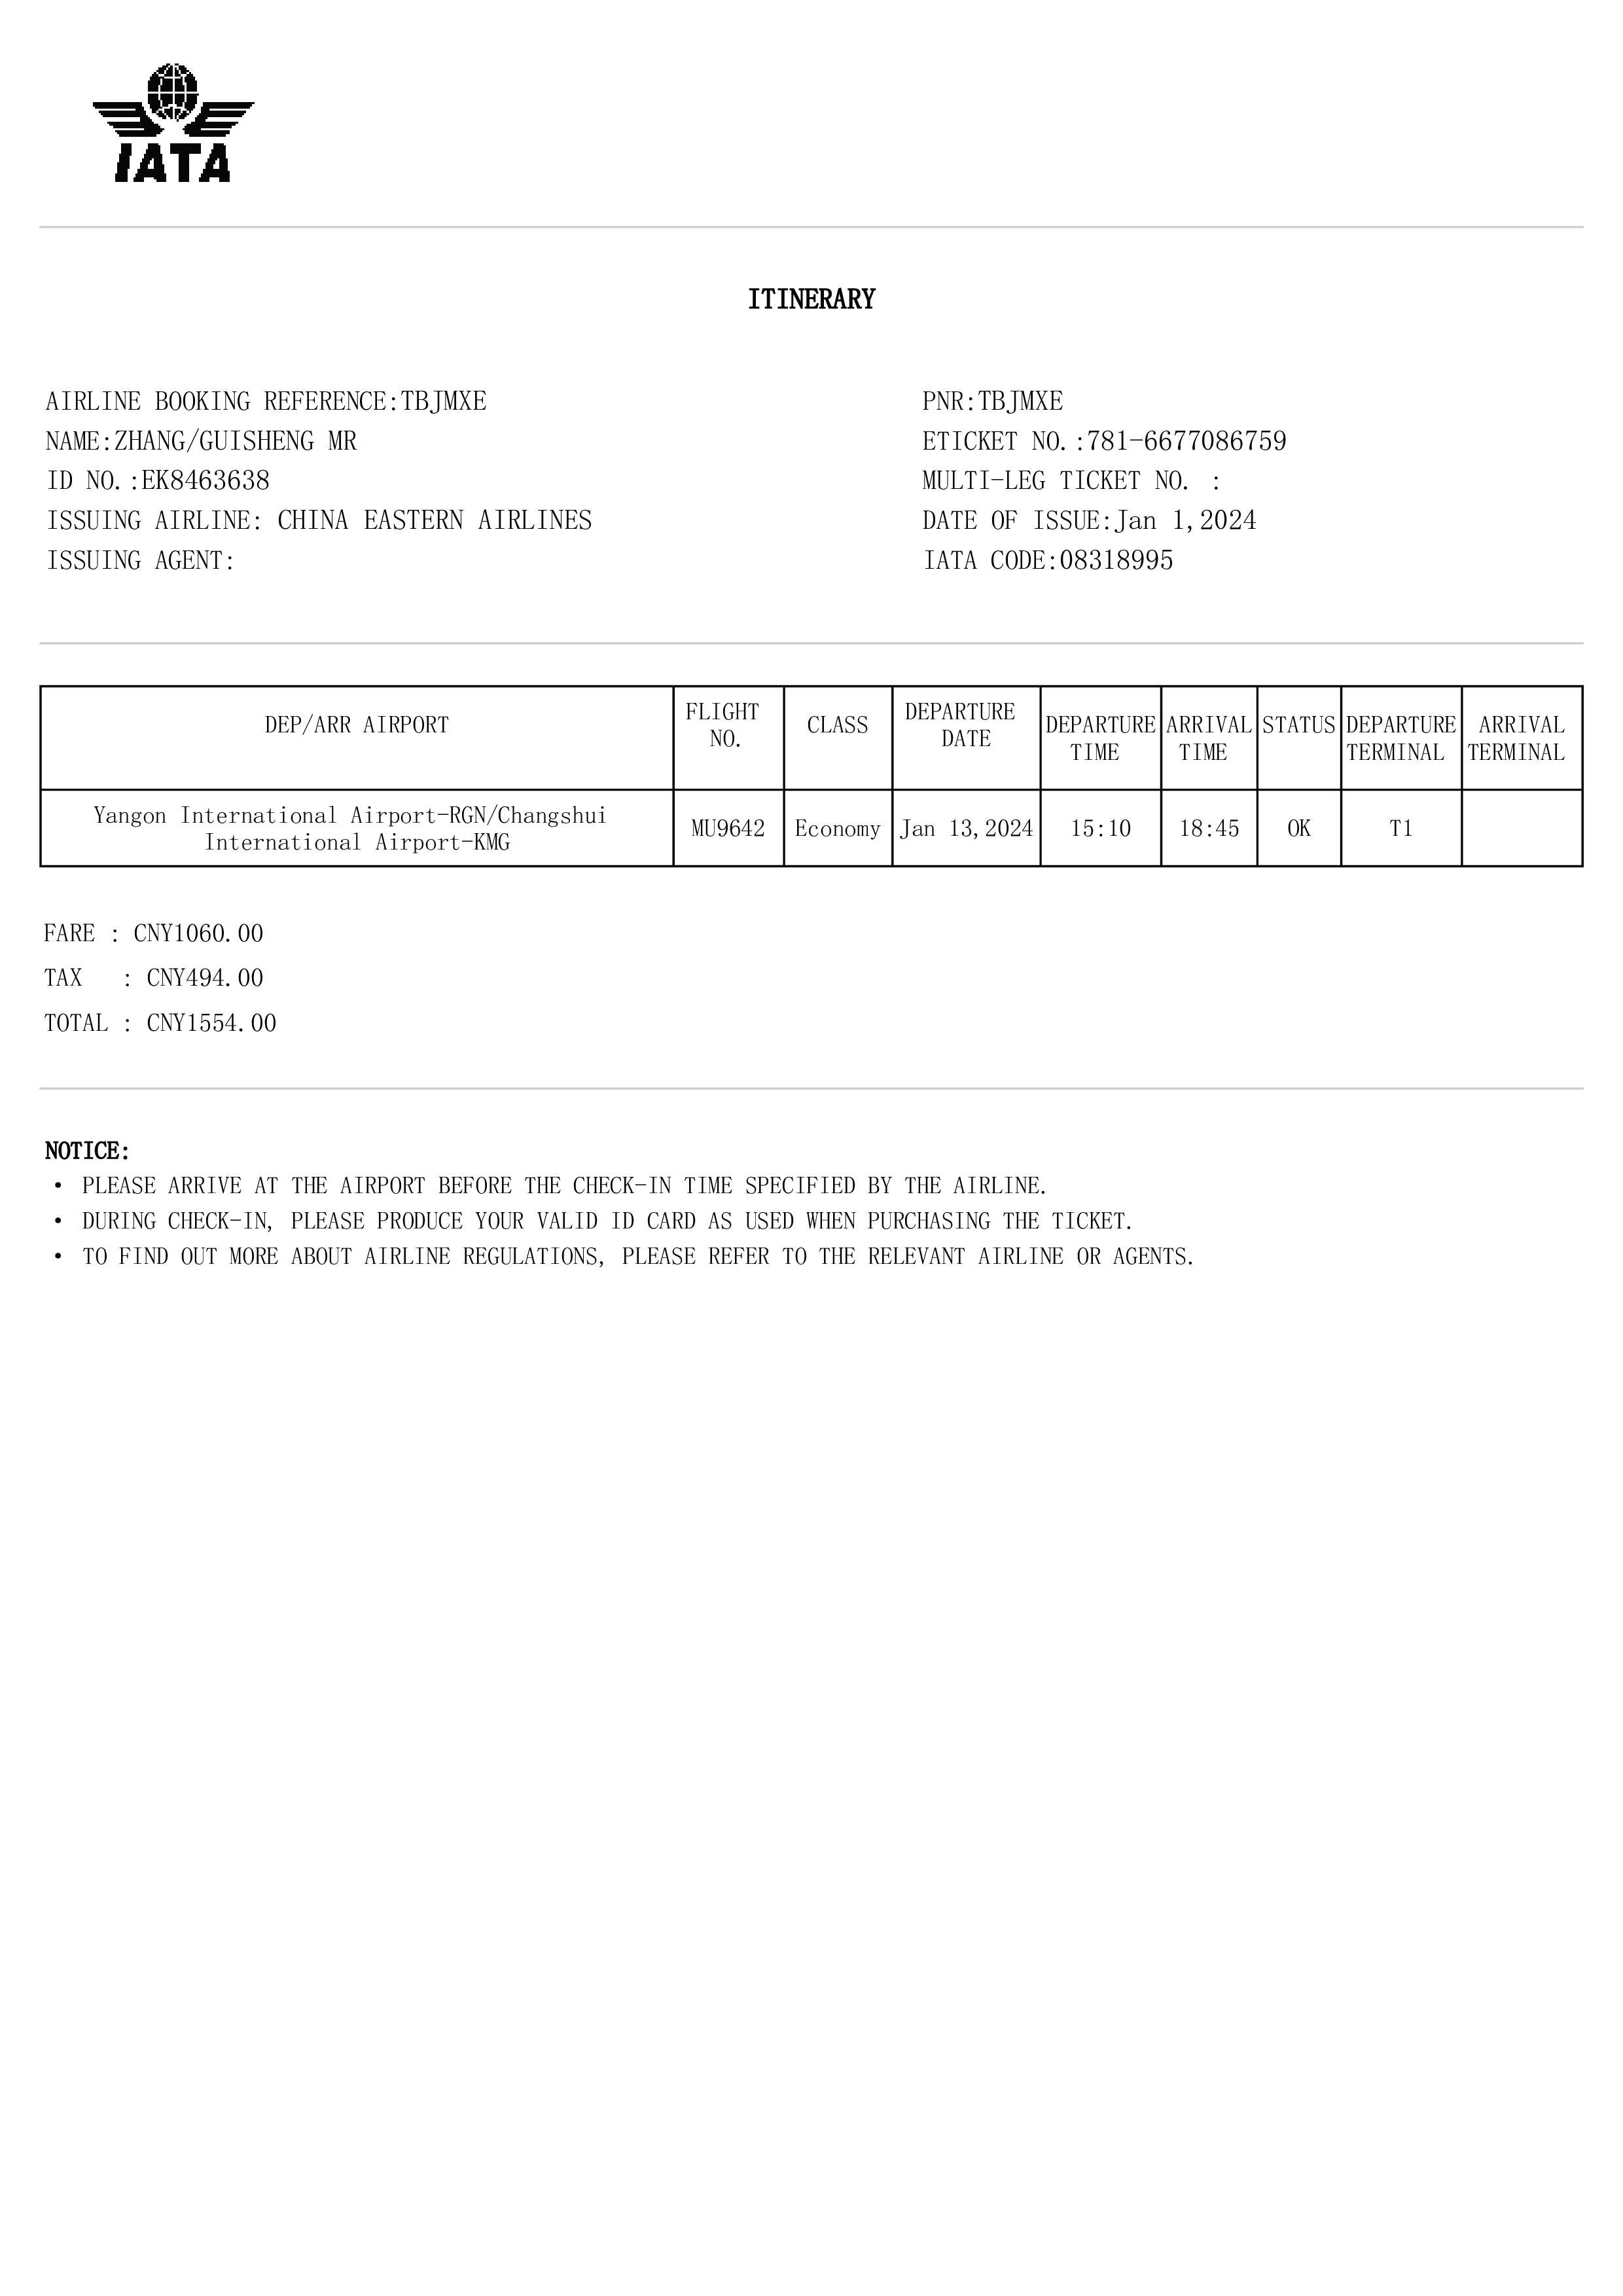 IATA
ITINERARY
AIRLINE BOOKING REFERENCE:TBJMXE
PNR:TBJMXE
NAME:ZHANG/GUISHENG MR
ETICKET NO.:781-6677086759
ID NO.:EK8463638
MULTI-LEG TICKET NO. :
ISSUING AIRLINE: CHINA EASTERN AIRLINES
DATE OF ISSUE:Jan 1,2024
ISSUING AGENT:
IATA CODE:08318995
DEP/ARR AIRPORT
FLIGHT
NO.
CLASS
DEPARTURE
DATE
DEPARTURE
TIME
ARRIVAL
TIME
STATUS
DEPARTURE
TERMINAL
ARRIVAL
TERMINAL
Yangon International Airport-RGN/Changshui
International Airport-KMG
MU9642
Economy
Jan 13,2024
15:10
18:45
OK
T1
FARE : CNY1060.00
TAX : CNY494.00
TOTAL : CNY1554.00
NOTICE:
• PLEASE ARRIVE AT THE AIRPORT BEFORE THE CHECK-IN TIME SPECIFIED BY THE AIRLINE.
• DURING CHECK-IN, PLEASE PRODUCE YOUR VALID ID CARD AS USED WHEN PURCHASING THE TICKET.
• TO FIND OUT MORE ABOUT AIRLINE REGULATIONS, PLEASE REFER TO THE RELEVANT AIRLINE OR AGENTS.